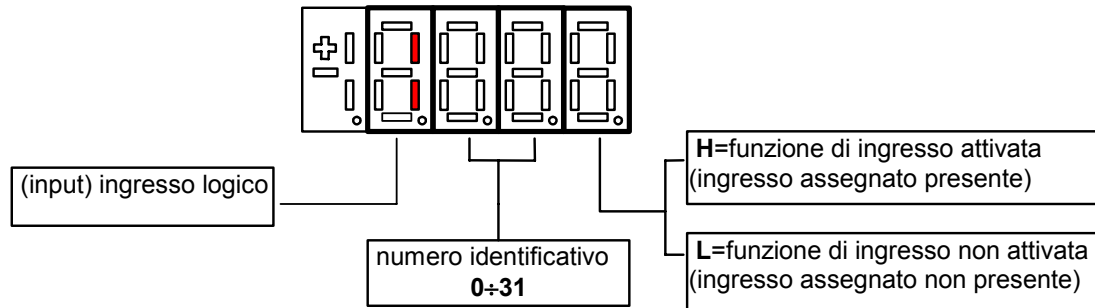 (input) ingresso logico
numero identificativo
0÷31
H=funzione di ingresso attivata
(ingresso assegnato presente)
L=funzione di ingresso non attivata
(ingresso assegnato non presente)